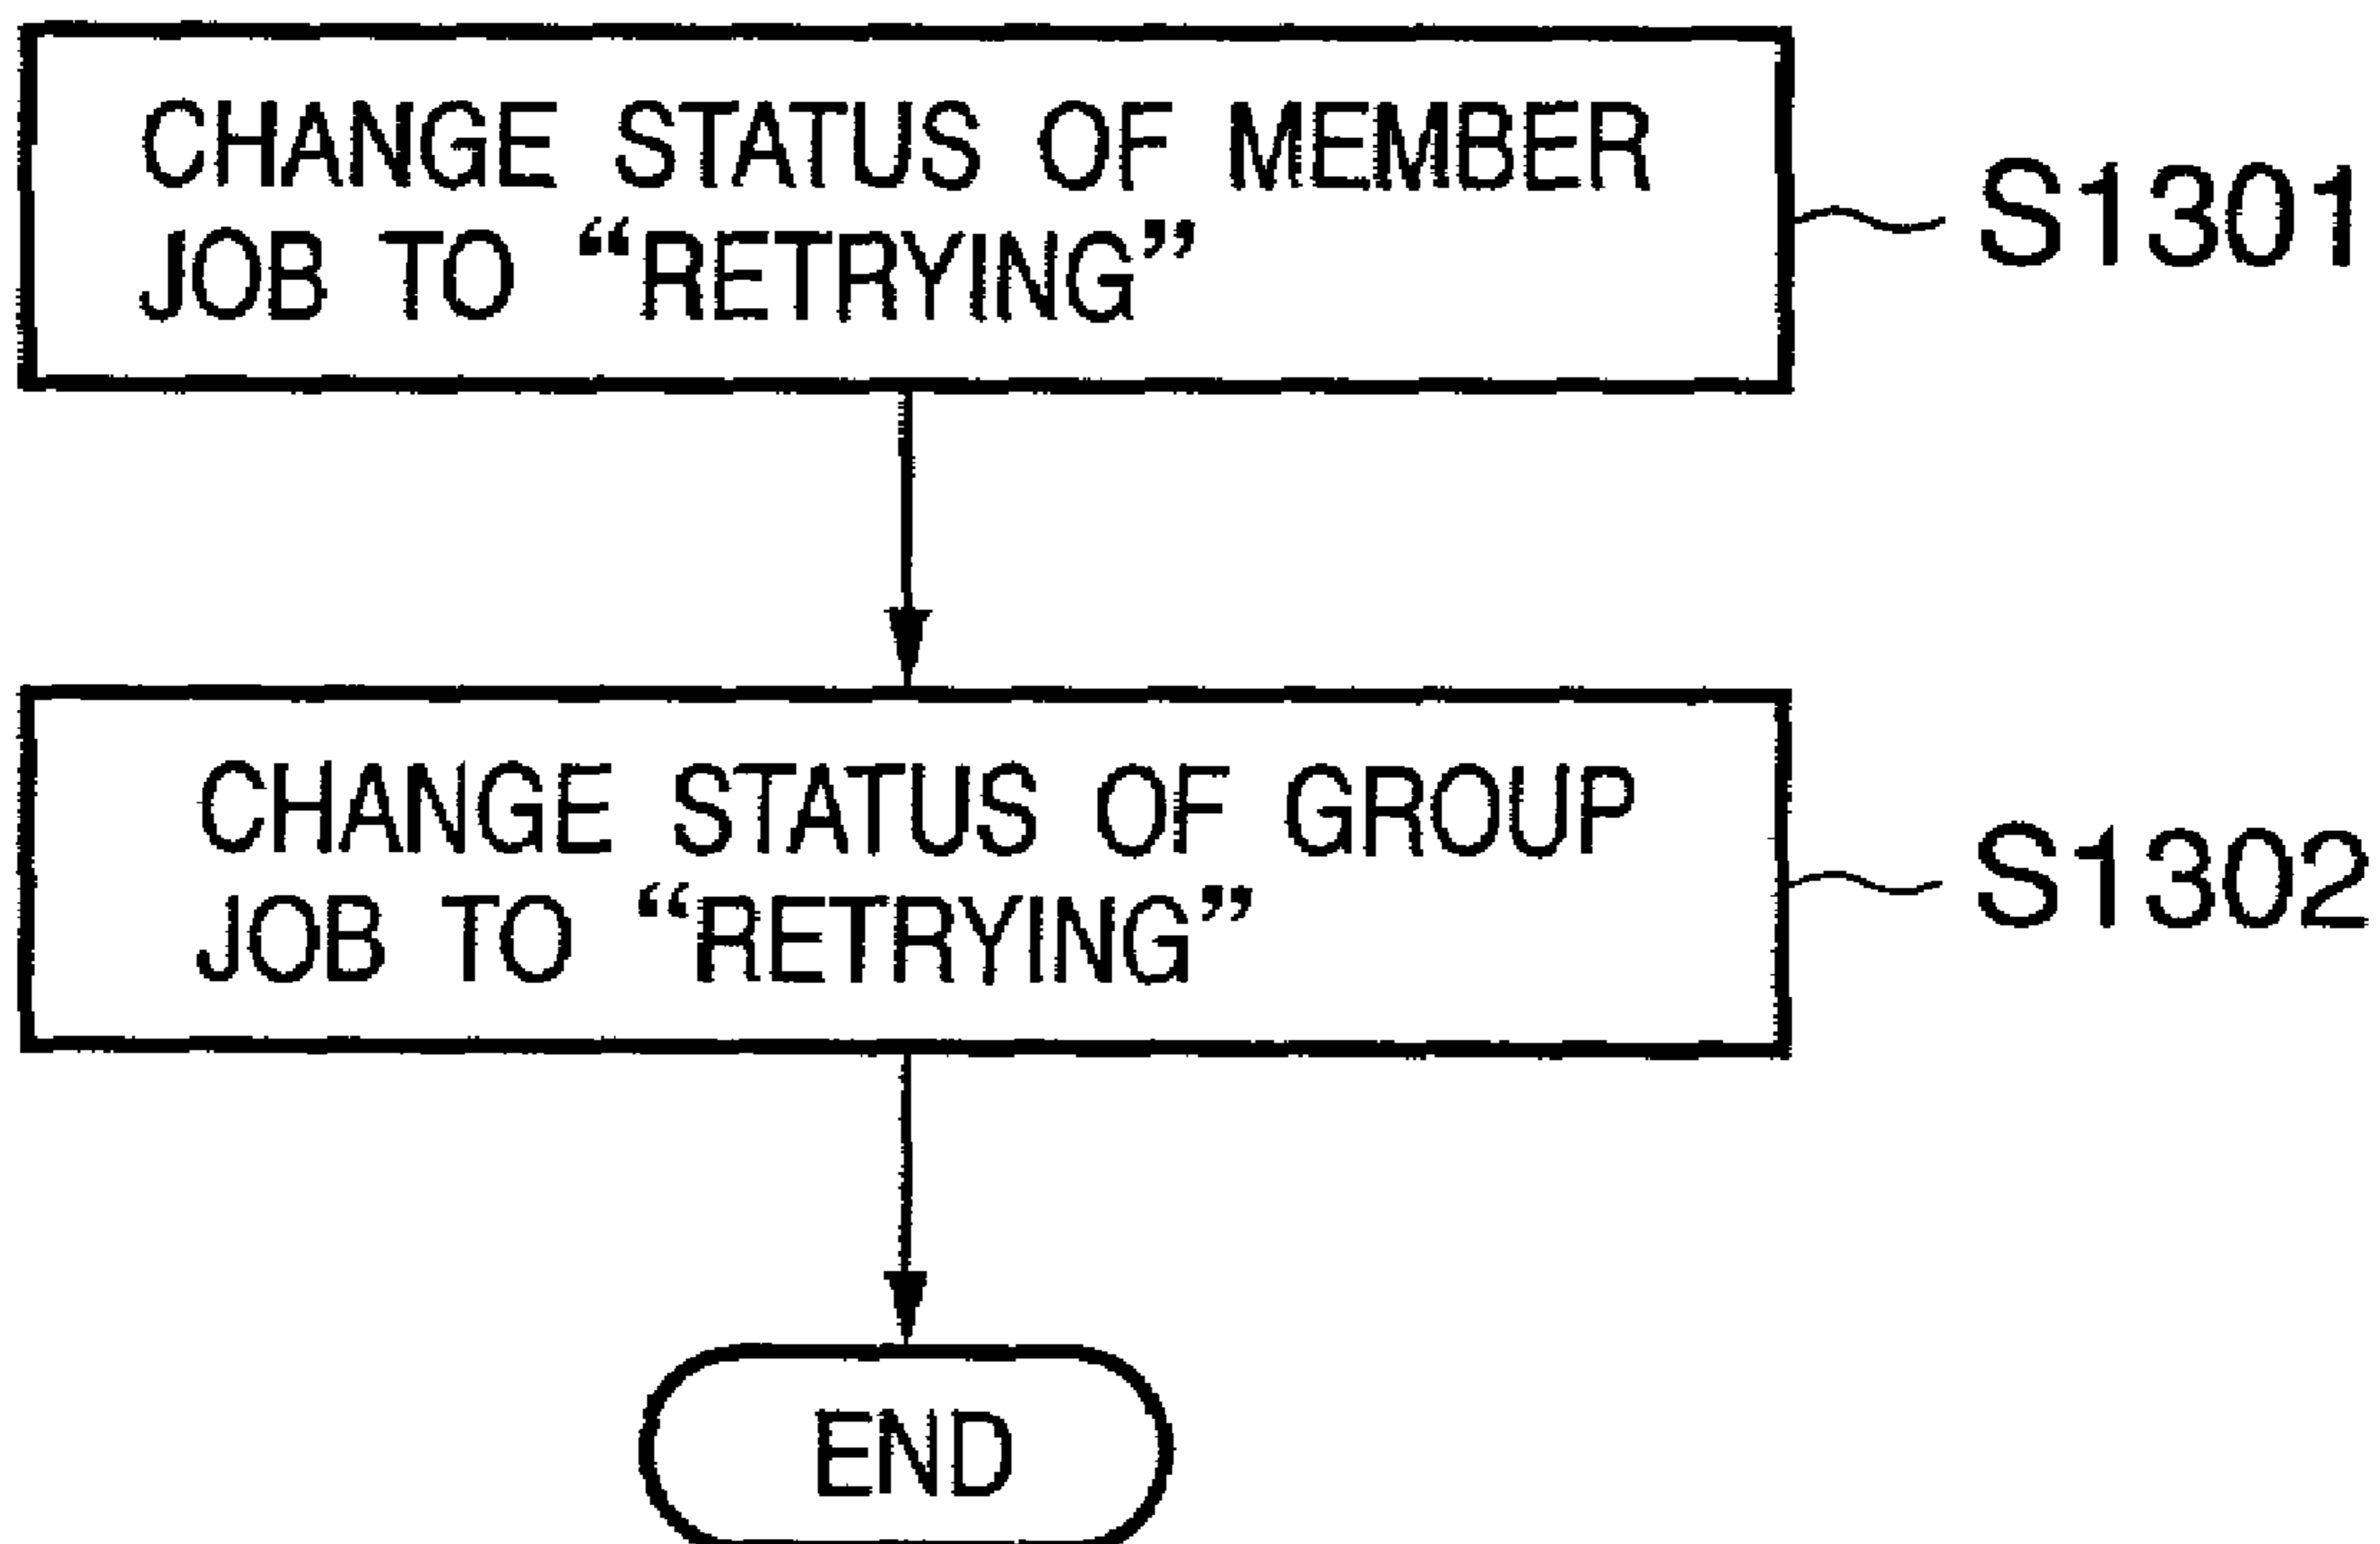 CHANGE STATUS OF MEMBER
JOB TO “RETRYING”
S1301
CHANGE STATUS OF GROUP
JOB TO “RETRYING”
S1302
END